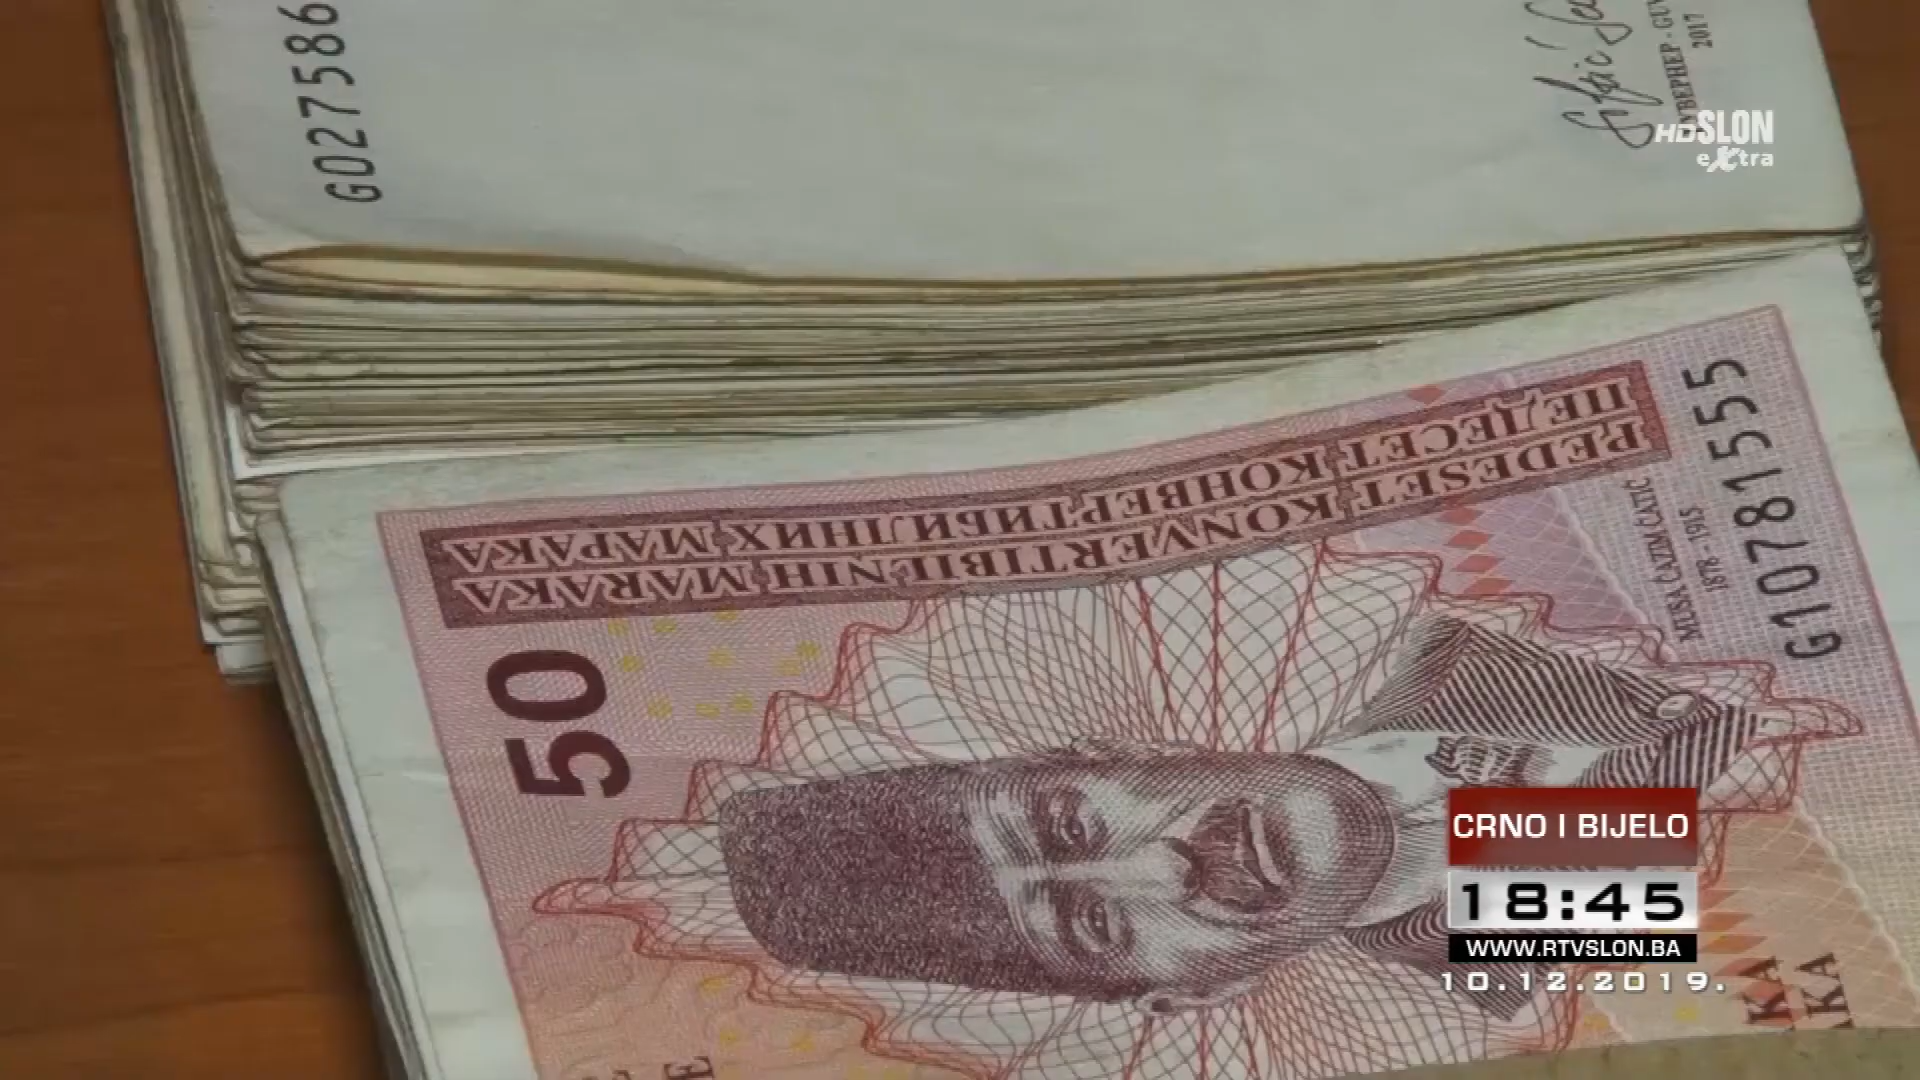 G027586
2017
HD SLON
extra
ПЕДЕСЕТ КОНВЕРТИБИЛНИХ МАРАКА
PEDESET KONVERTIBILNIH MARAKA
50
MUSA ĆAZIM ĆATIĆ
1878 - 1915
G1078155
CRNO I BIJELO
18:45
WWW.RTVSLON.BA
10.12.2019.